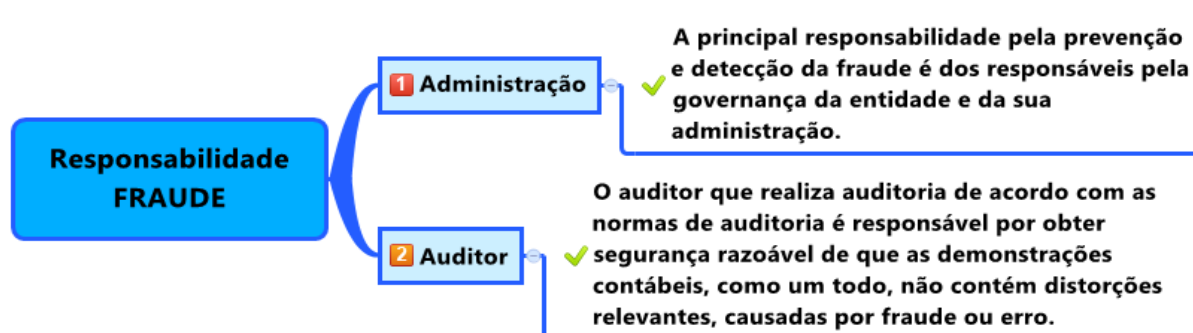 Responsabilidade
FRAUDE
1 Administração
A principal responsabilidade pela prevenção
e detecção da fraude é dos responsáveis pela
governança da entidade e da sua
administração.
2 Auditor
O auditor que realiza auditoria de acordo com as
normas de auditoria é responsável por obter
segurança razoável de que as demonstrações
contábeis, como um todo, não contém distorções
relevantes, causadas por fraude ou erro.